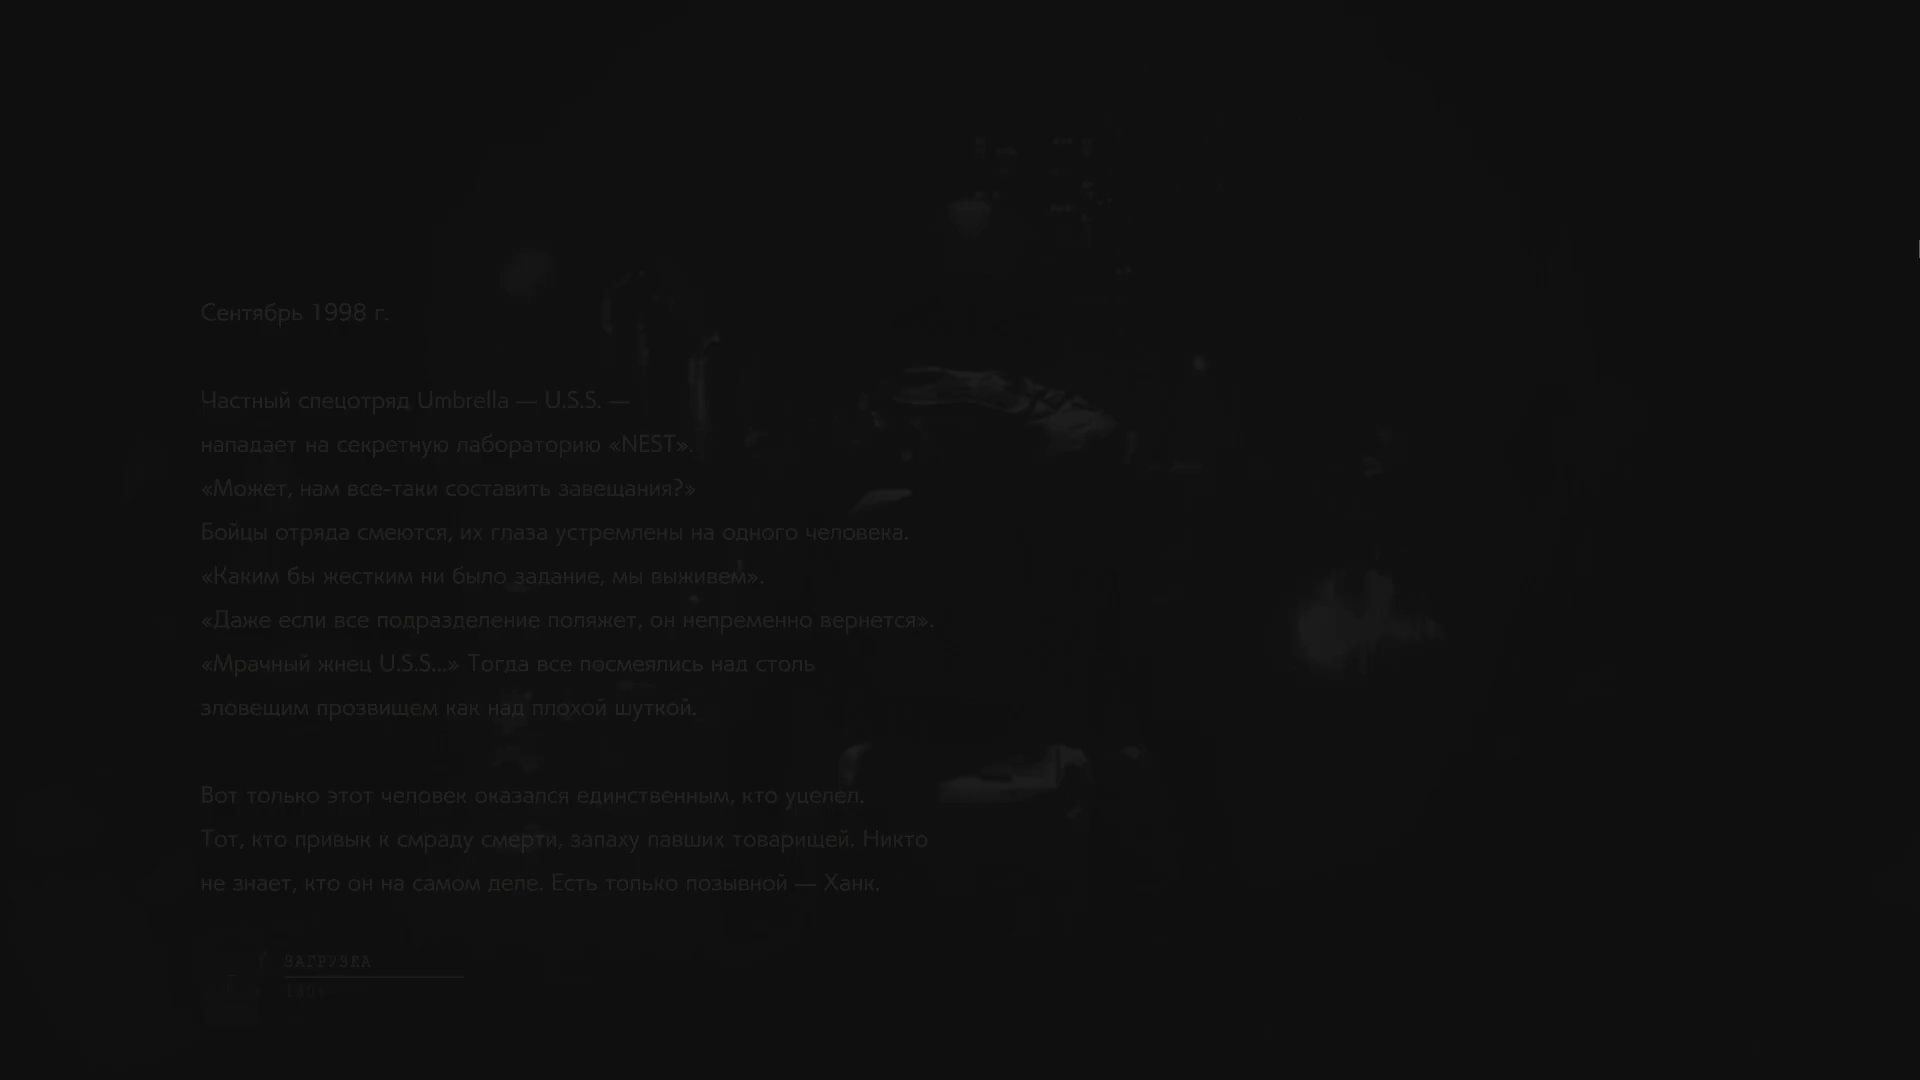 Сентябрь 1998 г.
Частный спецотряд Umbrella — U.S.S. —
нападает на секретную лабораторию «NEST».
«Может, нам все-таки составить завещания?»
Бойцы отряда смеются, их глаза устремлены на одного человека.
«Каким бы жестким ни было задание, мы выживем».
«Даже если все подразделение поляжет, он непременно вернется».
«Мрачный жнец U.S.S...» Тогда все посмеялись над столь
зловещим прозвищем как над плохой шуткой.
Вот только этот человек оказался единственным, кто уцелел.
Тот, кто привык к смраду смерти, запаху павших товарищей. Никто
не знает, кто он на самом деле. Есть только позывной — Ханк.
ЗАГРУЗКА